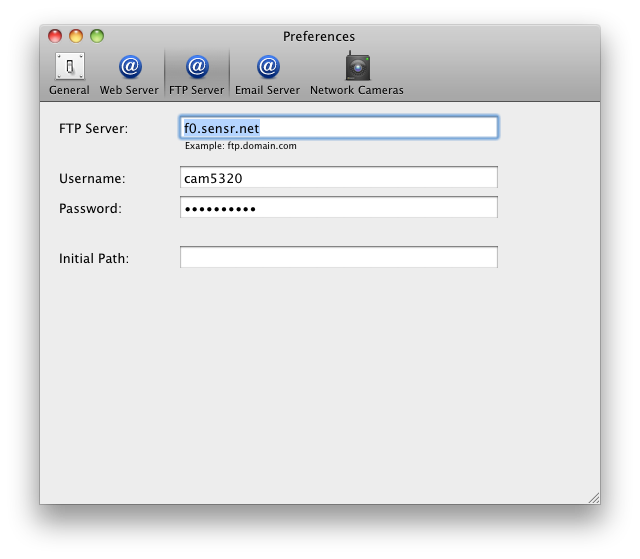 Preferences
General Web Server FTP Server Email Server Network Cameras
FTP Server: f0.sensr.net
Example: ftp.domain.com
Username: cam5320
Password: ••••••••••
Initial Path: